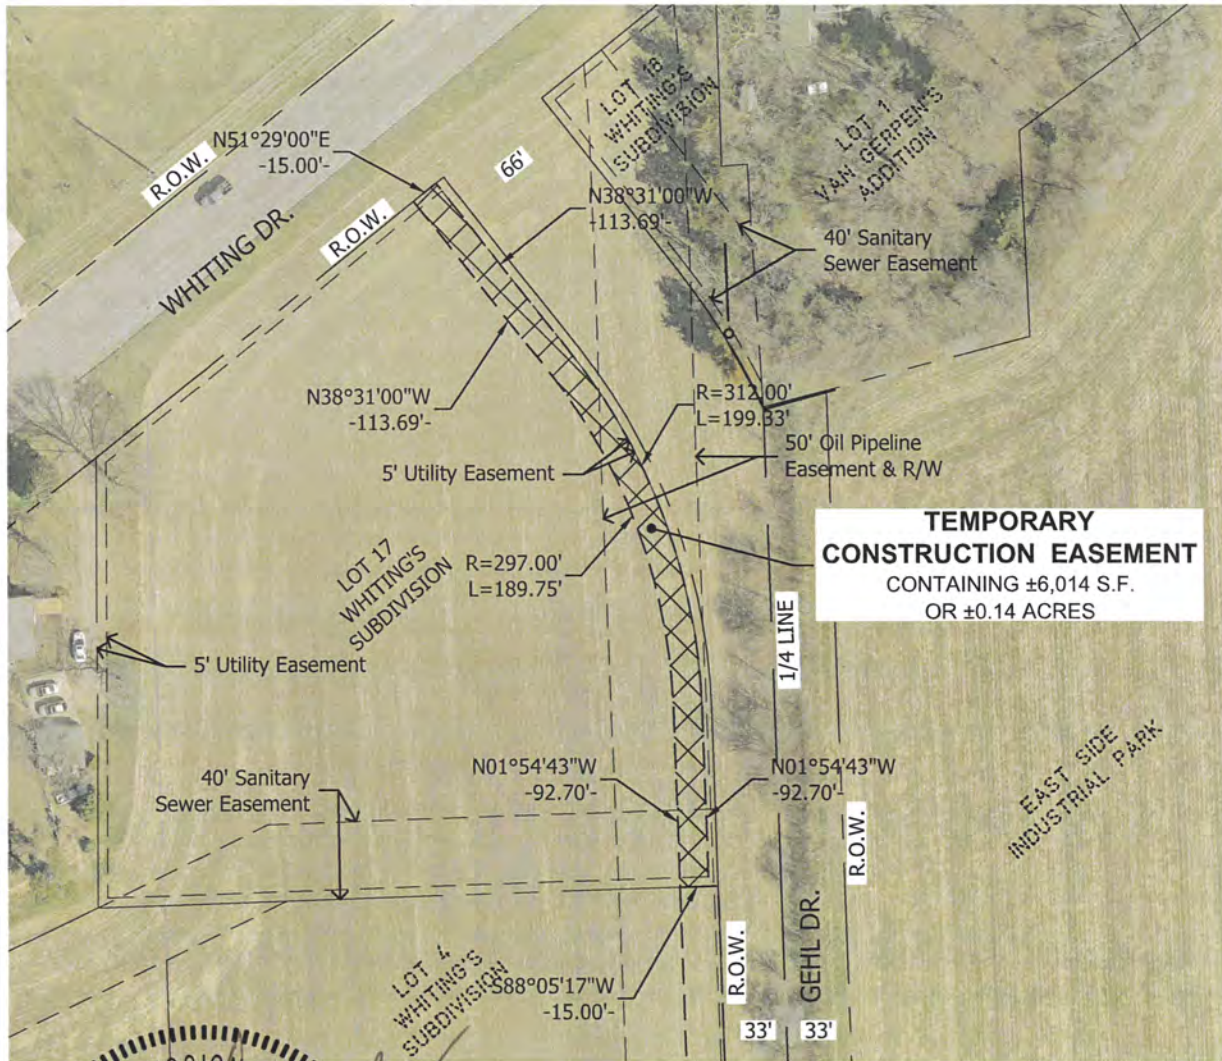 LOT 18
WHITING'S
SUBDIVISION
LOT 1
VAN GERPEN'S
ADDITION
N51°29'00"E
-15.00'-
R.O.W.
66'
WHITING DR.
R.O.W.
N38°31'00"W
-113.69'-
40' Sanitary
Sewer Easement
N38°31'00"W
-113.69'-
R=312.00'
L=199.33'
5' Utility Easement
50' Oil Pipeline
Easement & R/W
TEMPORARY
CONSTRUCTION EASEMENT
CONTAINING ±6,014 S.F.
OR ±0.14 ACRES
LOT 17
WHITING'S
SUBDIVISION
R=297.00'
L=189.75'
1/4 LINE
5' Utility Easement
40' Sanitary
Sewer Easement
N01°54'43"W
-92.70'-
N01°54'43"W
-92.70'-
EAST SIDE
INDUSTRIAL PARK
R.O.W.
LOT 4
WHITING'S
SUBDIVISION
S88°05'17"W
-15.00'-
R.O.W.
GEHL DR.
33'
33'